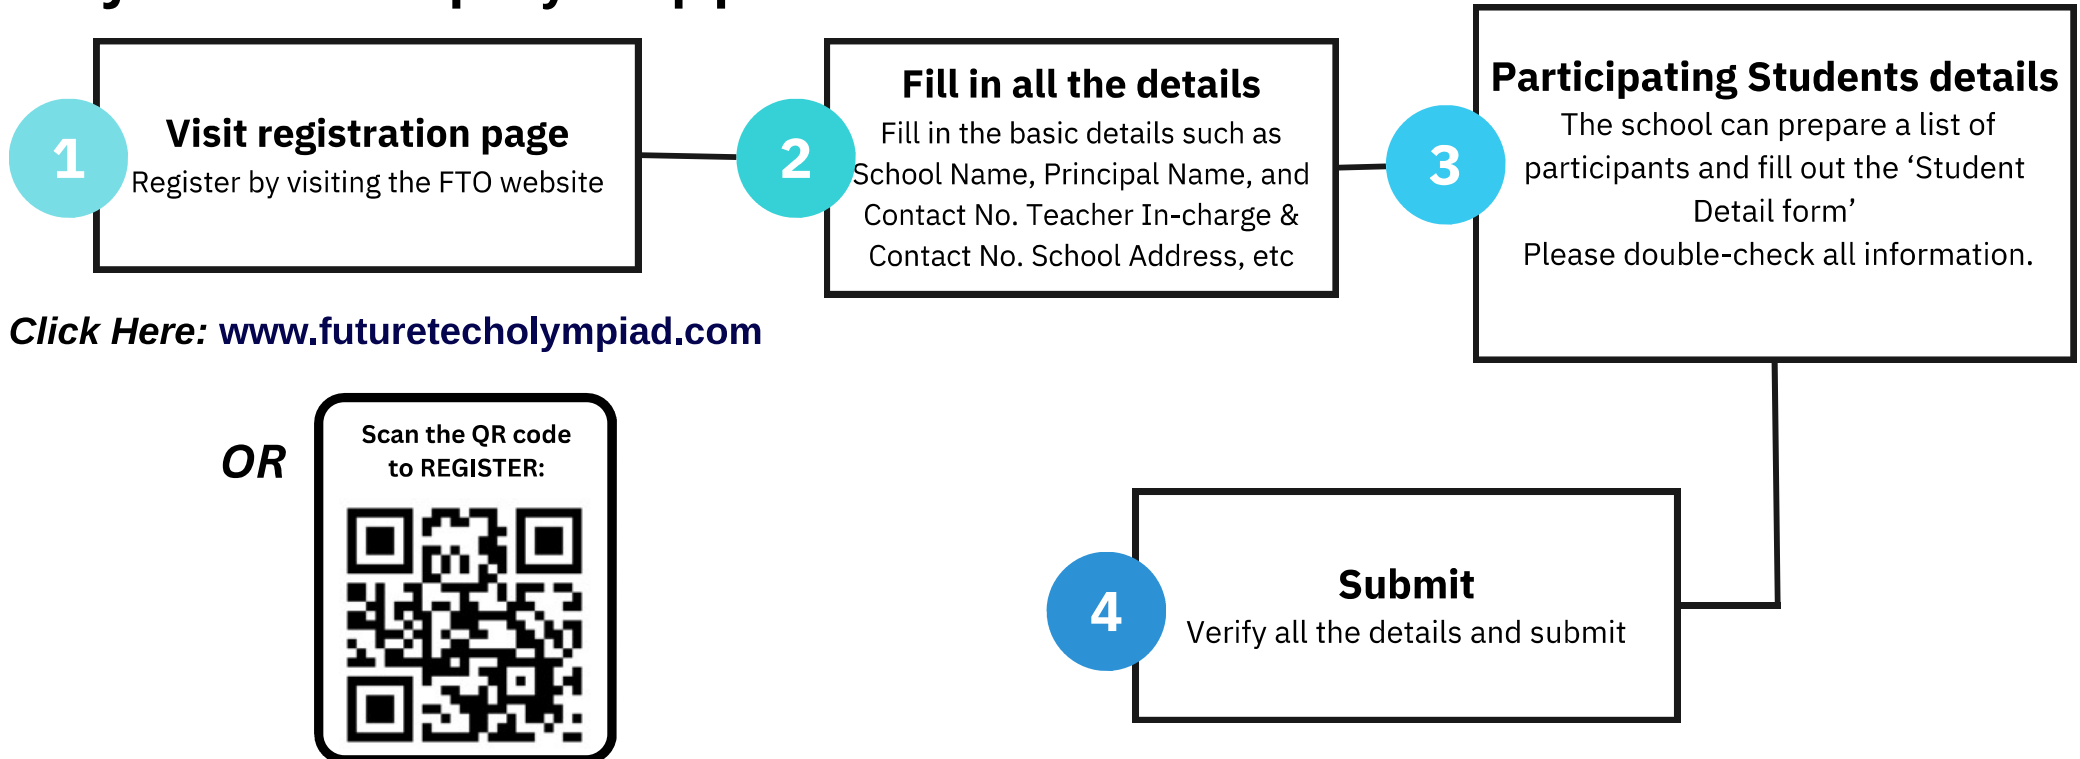 1
Visit registration page
Register by visiting the FTO website
2
Fill in all the details
Fill in the basic details such as
School Name, Principal Name, and
Contact No. Teacher In-charge &
Contact No. School Address, etc
3
Participating Students details
The school can prepare a list of
participants and fill out the ‘Student
Detail form’
Please double-check all information.
Click Here: www.futuretecholympiad.com
OR
Scan the QR code
to REGISTER:
4
Submit
Verify all the details and submit